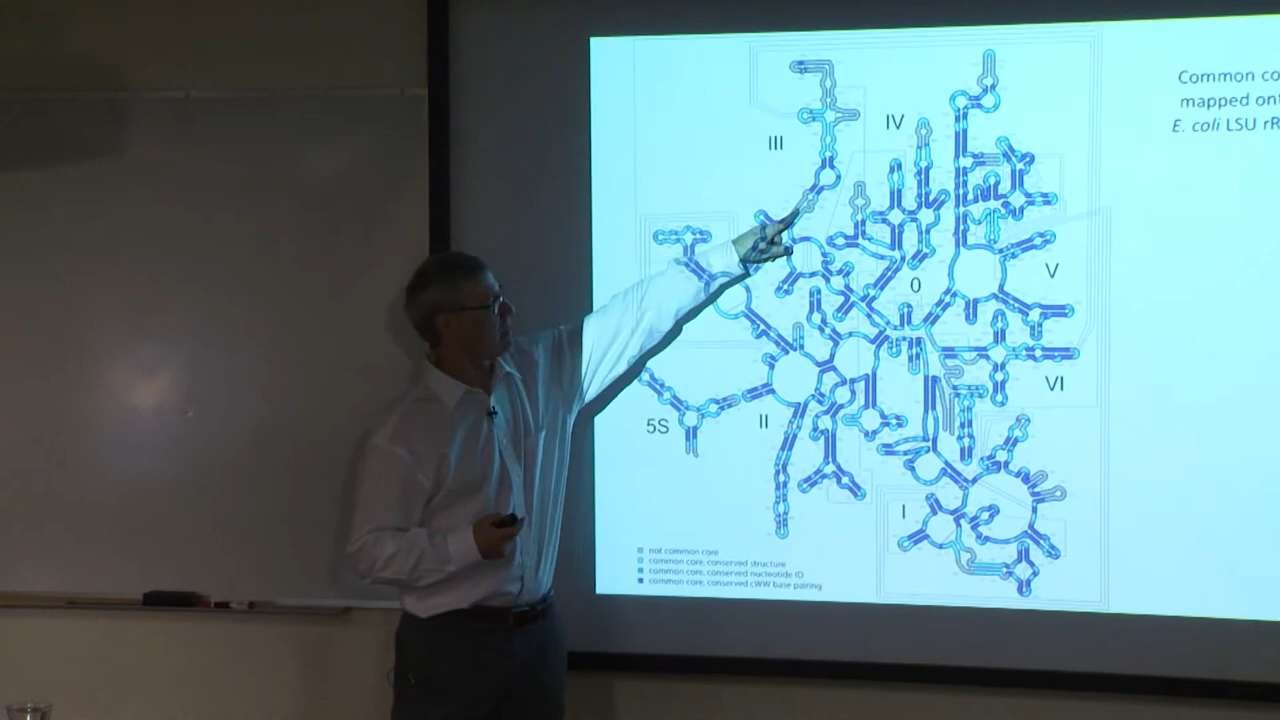 Common co
mapped ont
E. coli LSU rR
III
IV
V
0
VI
II
5S
I
not common core
common core, conserved structure
common core, conserved nucleotide ID
common core, conserved cWW base pairing